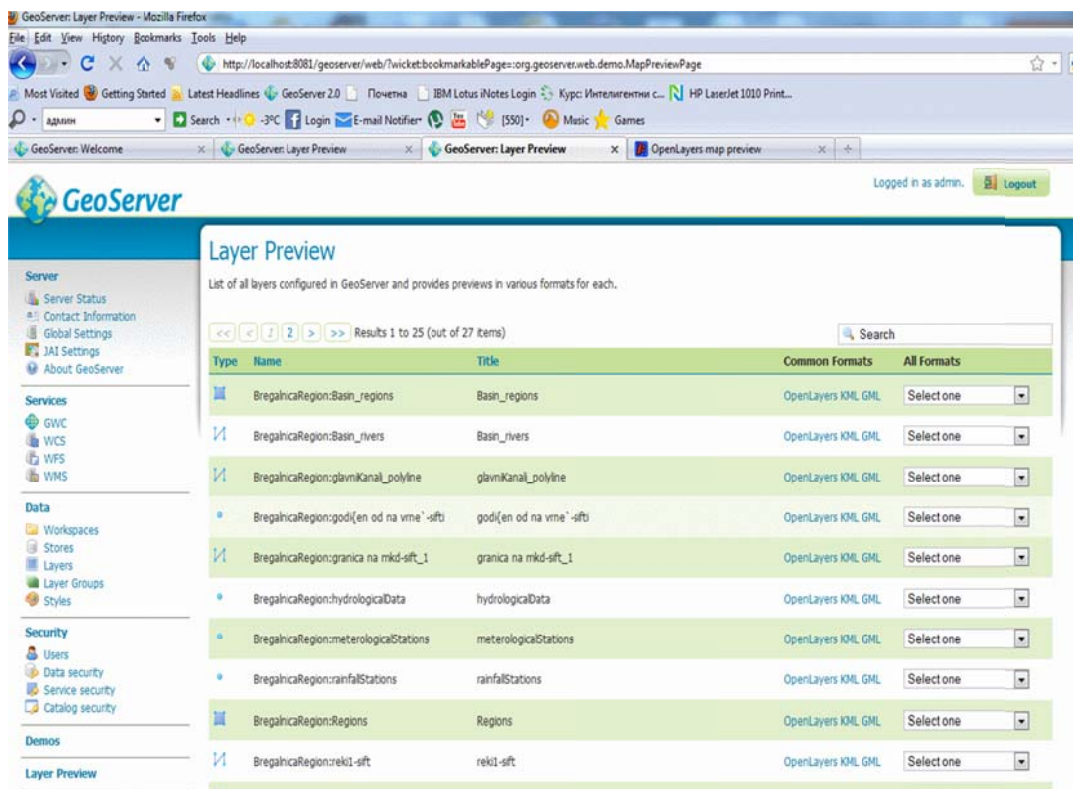 GeoServer: Layer Preview - Mozilla Firefox
File Edit View History Bookmarks Tools Help
http://localhost:8081/geoserver/web/?wicket:bookmarkablePage=:org.geoserver.web.demo.MapPreviewPage
Most Visited Getting Started Latest Headlines GeoServer 2.0 Почетна IBM Lotus iNotes Login Курс: Интелигентни с... HP LaserJet 1010 Print...
админ Search -3°C Login E-mail Notifier You Tube [550] Music Games
GeoServer: Welcome GeoServer: Layer Preview GeoServer: Layer Preview OpenLayers map preview
GeoServer
Logged in as admin. Logout
Server
Server Status
Contact Information
Global Settings
JAI Settings
About GeoServer
Services
GWC
WCS
WFS
WMS
Data
Workspaces
Stores
Layers
Layer Groups
Styles
Security
Users
Data security
Service security
Catalog security
Demos
Layer Preview
Layer Preview
List of all layers configured in GeoServer and provides previews in various formats for each.
<< < 1 2 > >> Results 1 to 25 (out of 27 items) Search
Type Name Title Common Formats All Formats
BregalnicaRegion:Basin_regions Basin_regions OpenLayers KML GML Select one
BregalnicaRegion:Basin_rivers Basin_rivers OpenLayers KML GML Select one
BregalnicaRegion:glavniKanali_polyline glavniKanali_polyline OpenLayers KML GML Select one
BregalnicaRegion:godi{en od na vrne`-sifti godi{en od na vrne`-sifti OpenLayers KML GML Select one
BregalnicaRegion:granica na mkd-sift_1 granica na mkd-sift_1 OpenLayers KML GML Select one
BregalnicaRegion:hydrologicalData hydrologicalData OpenLayers KML GML Select one
BregalnicaRegion:meterologicalStations meterologicalStations OpenLayers KML GML Select one
BregalnicaRegion:rainfallStations rainfallStations OpenLayers KML GML Select one
BregalnicaRegion:Regions Regions OpenLayers KML GML Select one
BregalnicaRegion:reki1-sift reki1-sift OpenLayers KML GML Select one